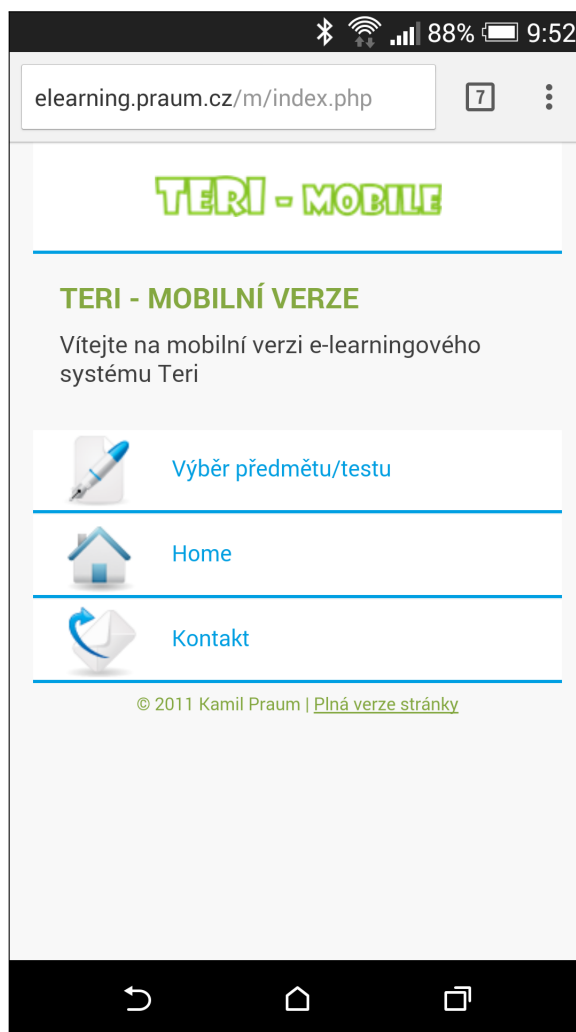 88% 9:52
elearning.praum.cz/m/index.php 7
TERI - MOBILE
TERI - MOBILNÍ VERZE
Vítejte na mobilní verzi e-learningového
systému Teri
Výběr předmětu/testu
Home
Kontakt
© 2011 Kamil Praum | Plná verze stránky